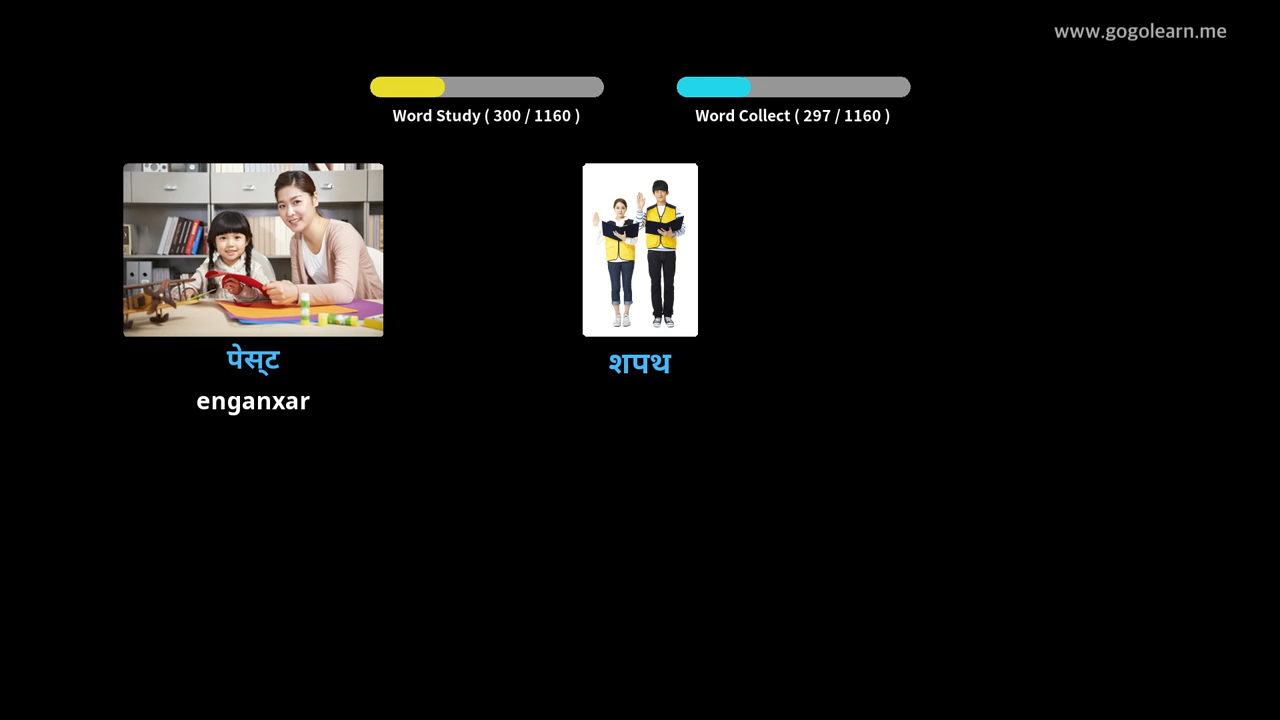 www.gogolearn.me
Word Study ( 300 / 1160 )
Word Collect ( 297 / 1160 )
पेस्ट
enganxar
शपथ